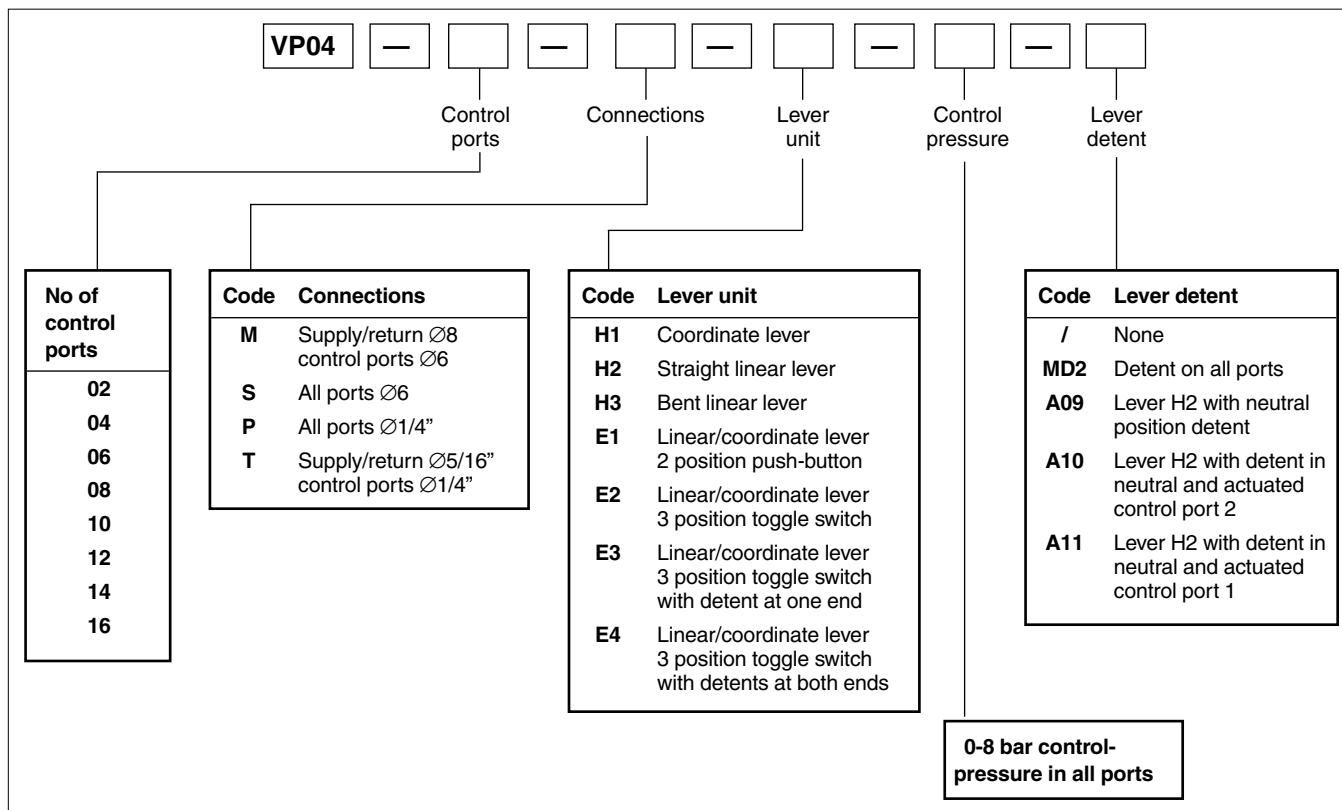 VP04 — — — — —
Control ports
Connections
Lever unit
Control pressure
Lever detent
No of control ports
02
04
06
08
10
12
14
16
Code Connections
M Supply/return ∅8
control ports ∅6
S All ports ∅6
P All ports ∅1/4”
T Supply/return ∅5/16”
control ports ∅1/4”
Code Lever unit
H1 Coordinate lever
H2 Straight linear lever
H3 Bent linear lever
E1 Linear/coordinate lever
2 position push-button
E2 Linear/coordinate lever
3 position toggle switch
E3 Linear/coordinate lever
3 position toggle switch
with detent at one end
E4 Linear/coordinate lever
3 position toggle switch
with detents at both ends
Code Lever detent
/ None
MD2 Detent on all ports
A09 Lever H2 with neutral
position detent
A10 Lever H2 with detent in
neutral and actuated
control port 2
A11 Lever H2 with detent in
neutral and actuated
control port 1
0-8 bar control-
pressure in all ports